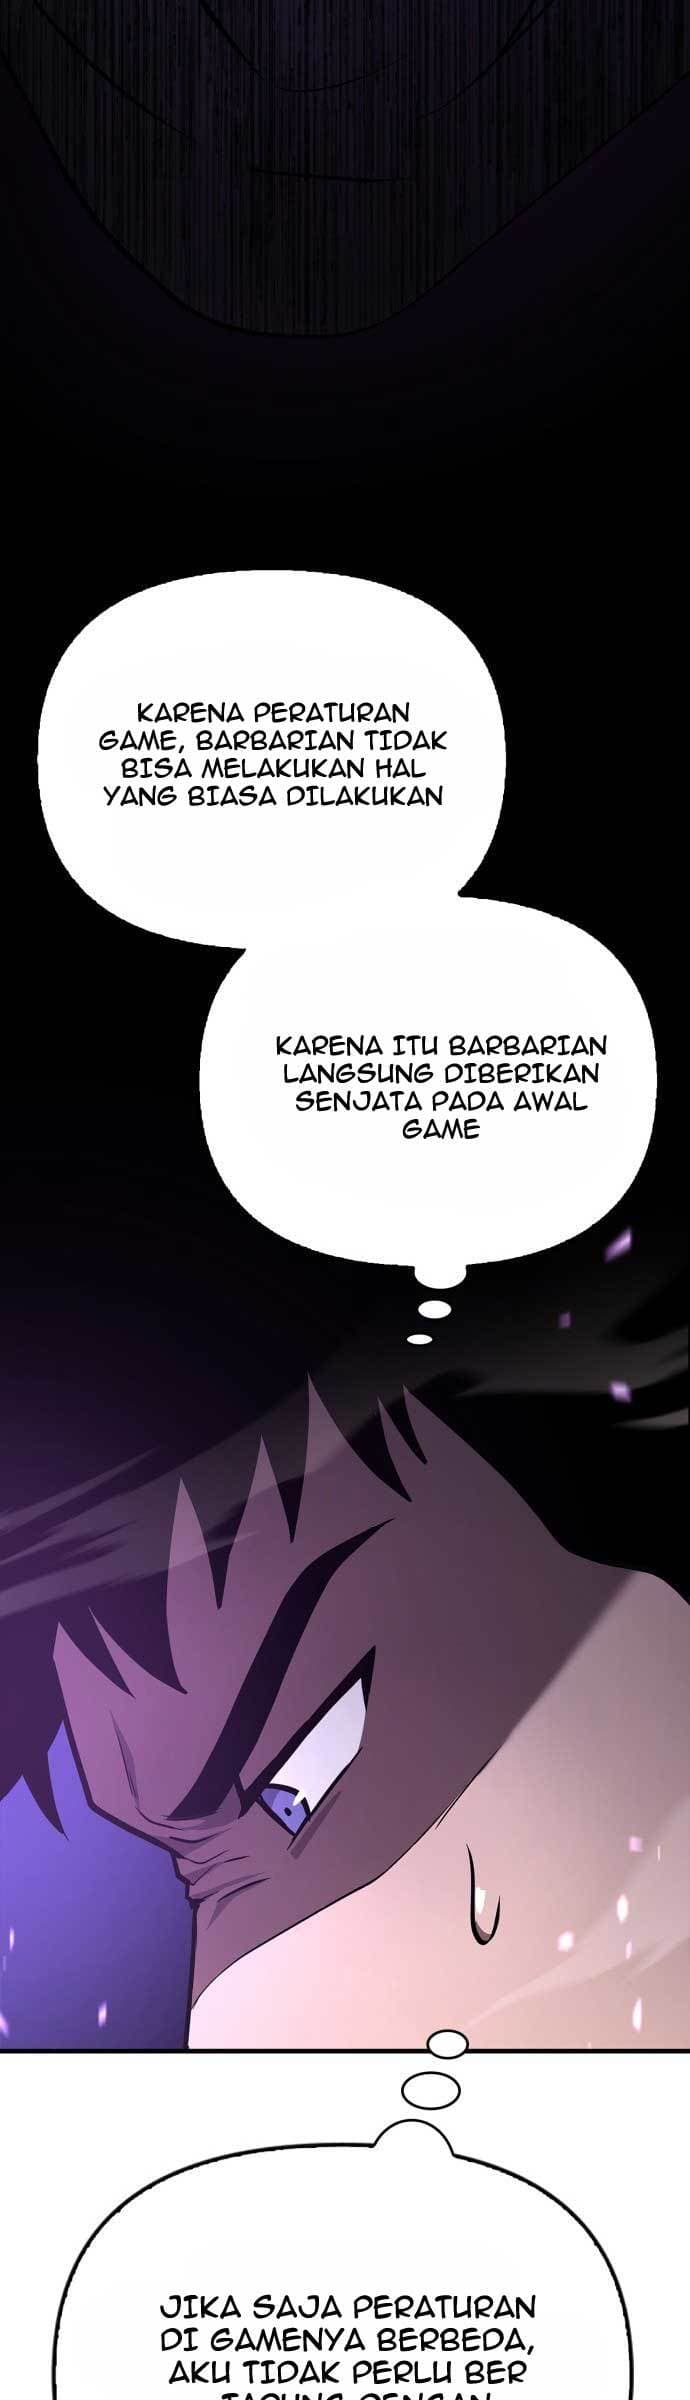 KARENA PERATURAN
GAME, BARBARIAN TIDAK
BISA MELAKUKAN HAL
YANG BIASA DILAKUKAN
KARENA ITU BARBARIAN
LANGSUNG DIBERIKAN
SENJATA PADA AWAL
GAME
JIKA SAJA PERATURAN
DI GAMENYA BERBEDA,
AKU TIDAK PERLU BER